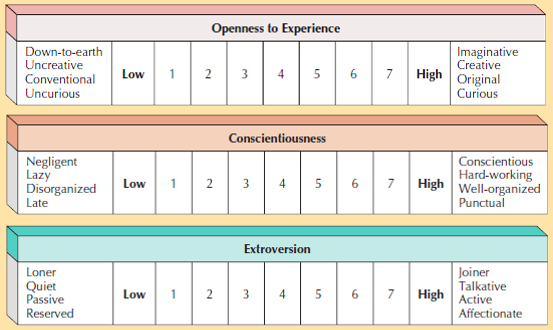 Openness to Experience
Down-to-earth
Uncreative
Conventional
Uncurious
Low 1 2 3 4 5 6 7 High
Imaginative
Creative
Original
Curious
Conscientiousness
Negligent
Lazy
Disorganized
Late
Low 1 2 3 4 5 6 7 High
Conscientious
Hard-working
Well-organized
Punctual
Extroversion
Loner
Quiet
Passive
Reserved
Low 1 2 3 4 5 6 7 High
Joiner
Talkative
Active
Affectionate